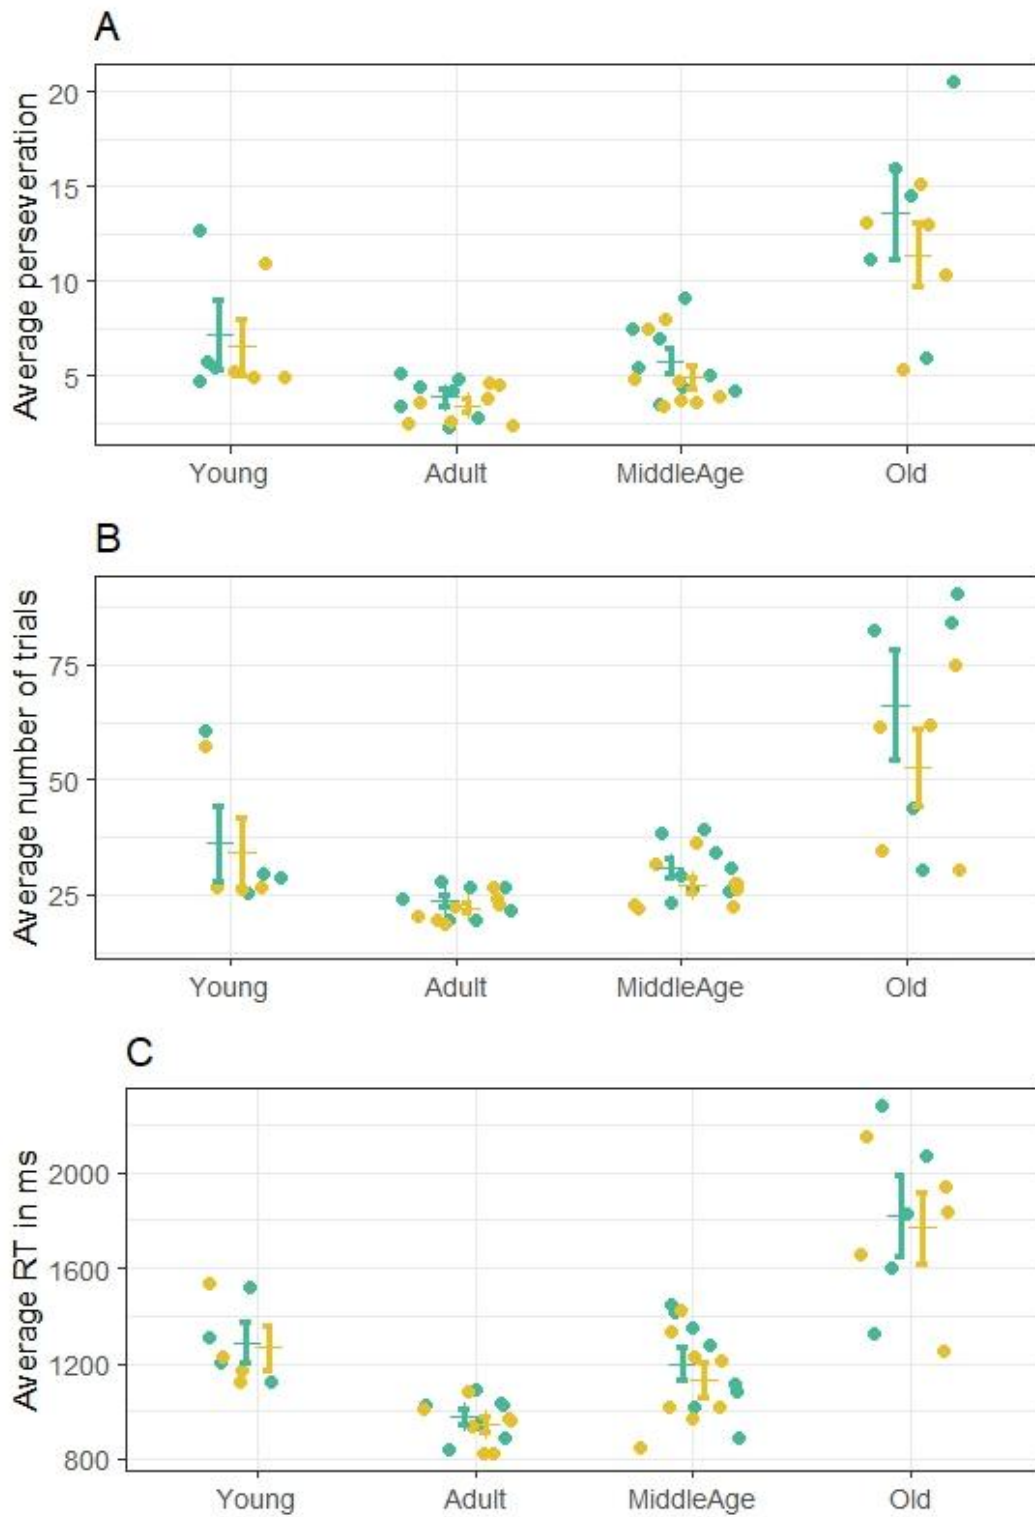 A
Average perseveration
20
15
10
5
Young Adult MiddleAge Old
B
Average number of trials
75
50
25
Young Adult MiddleAge Old
C
Average RT in ms
2000
1600
1200
800
Young Adult MiddleAge Old